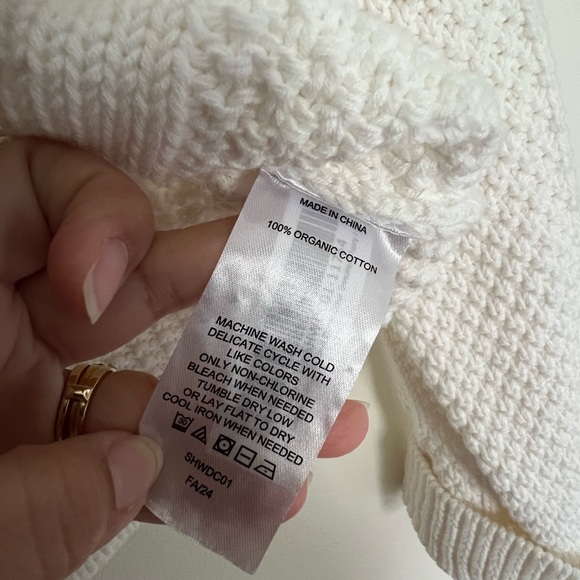 MADE IN CHINA
100% ORGANIC COTTON
MACHINE WASH COLD
DELICATE CYCLE WITH
LIKE COLORS
ONLY NON-CHLORINE
BLEACH WHEN NEEDED
TUMBLE DRY LOW
OR LAY FLAT TO DRY
COOL IRON WHEN NEEDED
30
SHWDC01
FA/24